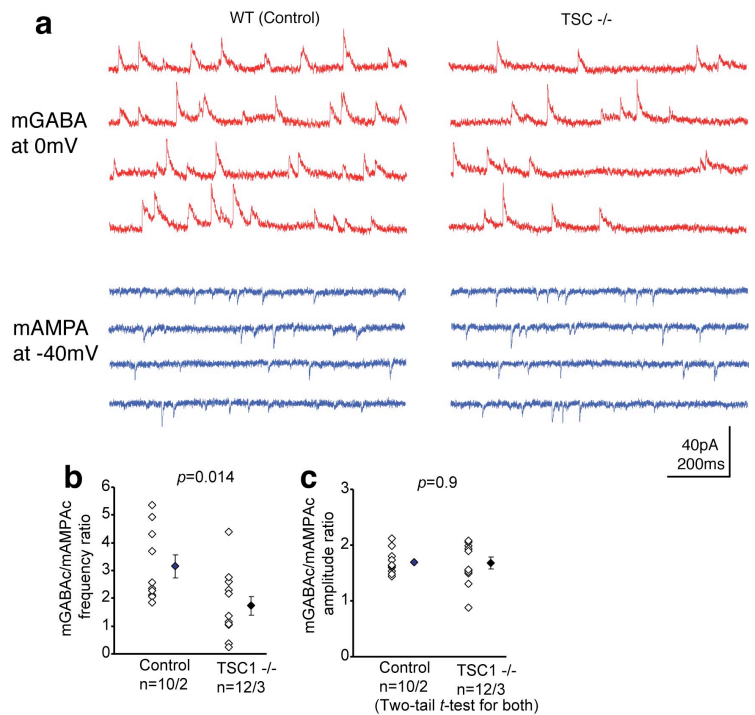 a
WT (Control)
TSC -/-
mGABA
at 0mV
mAMPA
at -40mV
40pA
200ms
b
p=0.014
mGABAc/mAMPAc
frequency ratio
6
5
4
3
2
1
0
Control
n=10/2
TSC1 -/-
n=12/3
c
p=0.9
mGABAc/mAMPAc
amplitude ratio
3
2
1
0
Control
n=10/2
TSC1 -/-
n=12/3
(Two-tail t-test for both)